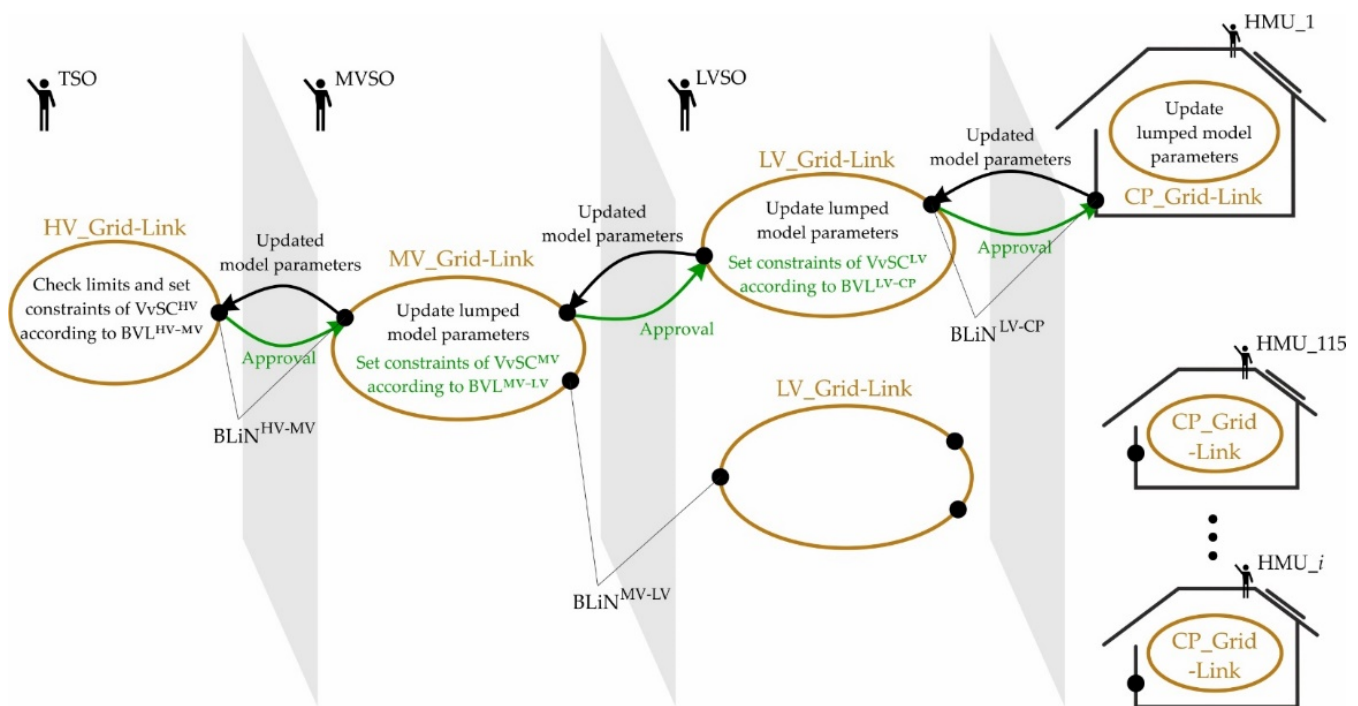 TSO
MVSO
LVSO
HMU_1
HV_Grid-Link
Check limits and set
constraints of VvSCᴴⱽ
according to BVLᴴⱽ⁻ᴹⱽ
Updated
model parameters
Approval
BLiNᴴⱽ⁻ᴹⱽ
MV_Grid-Link
Update lumped
model parameters
Set constraints of VvSCᴹⱽ
according to BVLᴹⱽ⁻ᴸⱽ
Updated
model parameters
Approval
BLiNᴹⱽ⁻ᴸⱽ
LV_Grid-Link
Update lumped
model parameters
Set constraints of VvSCᴸⱽ
according to BVLᴸⱽ⁻ᶜᴾ
Updated
model parameters
Approval
BLiNᴸⱽ⁻ᶜᴾ
Update
lumped model
parameters
CP_Grid-Link
LV_Grid-Link
HMU_115
CP_Grid
-Link
HMU_i
CP_Grid
-Link